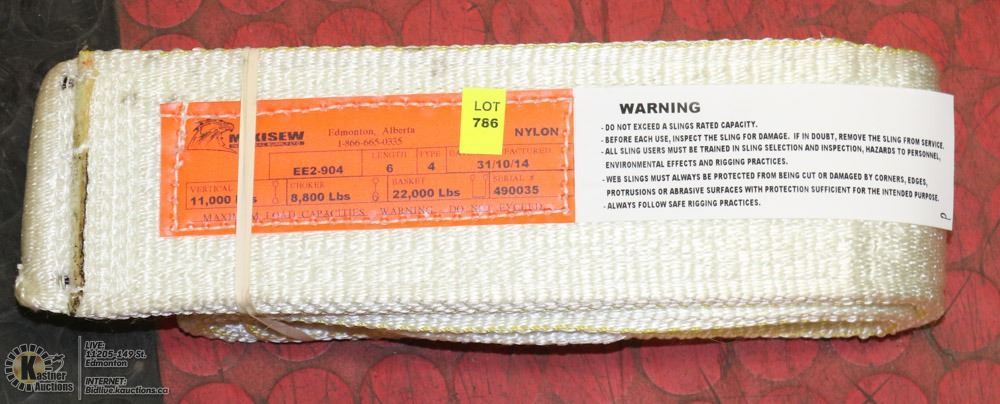 MAXISEW
Edmonton, Alberta
1-866-665-0335
NYLON
LOT
786
LENGTH TYPE
EE2-904 6 4 31/10/14
VERTICAL CHOKER BASKET SERIAL #
11,000 Lbs 8,800 Lbs 22,000 Lbs 490035
MAXIMUM LOAD CAPACITIES WARNING - DO NOT EXCEED
WARNING
- DO NOT EXCEED A SLINGS RATED CAPACITY.
- BEFORE EACH USE, INSPECT THE SLING FOR DAMAGE. IF IN DOUBT, REMOVE THE SLING FROM SERVICE.
- ALL SLING USERS MUST BE TRAINED IN SLING SELECTION AND INSPECTION, HAZARDS TO PERSONNEL,
ENVIRONMENTAL EFFECTS AND RIGGING PRACTICES.
- WEB SLINGS MUST ALWAYS BE PROTECTED FROM BEING CUT OR DAMAGED BY CORNERS, EDGES,
PROTRUSIONS OR ABRASIVE SURFACES WITH PROTECTION SUFFICIENT FOR THE INTENDED PURPOSE.
- ALWAYS FOLLOW SAFE RIGGING PRACTICES.
Kastner
Auctions
LIVE:
11205-149 St.
Edmonton
INTERNET:
Bidlive.kauctions.ca